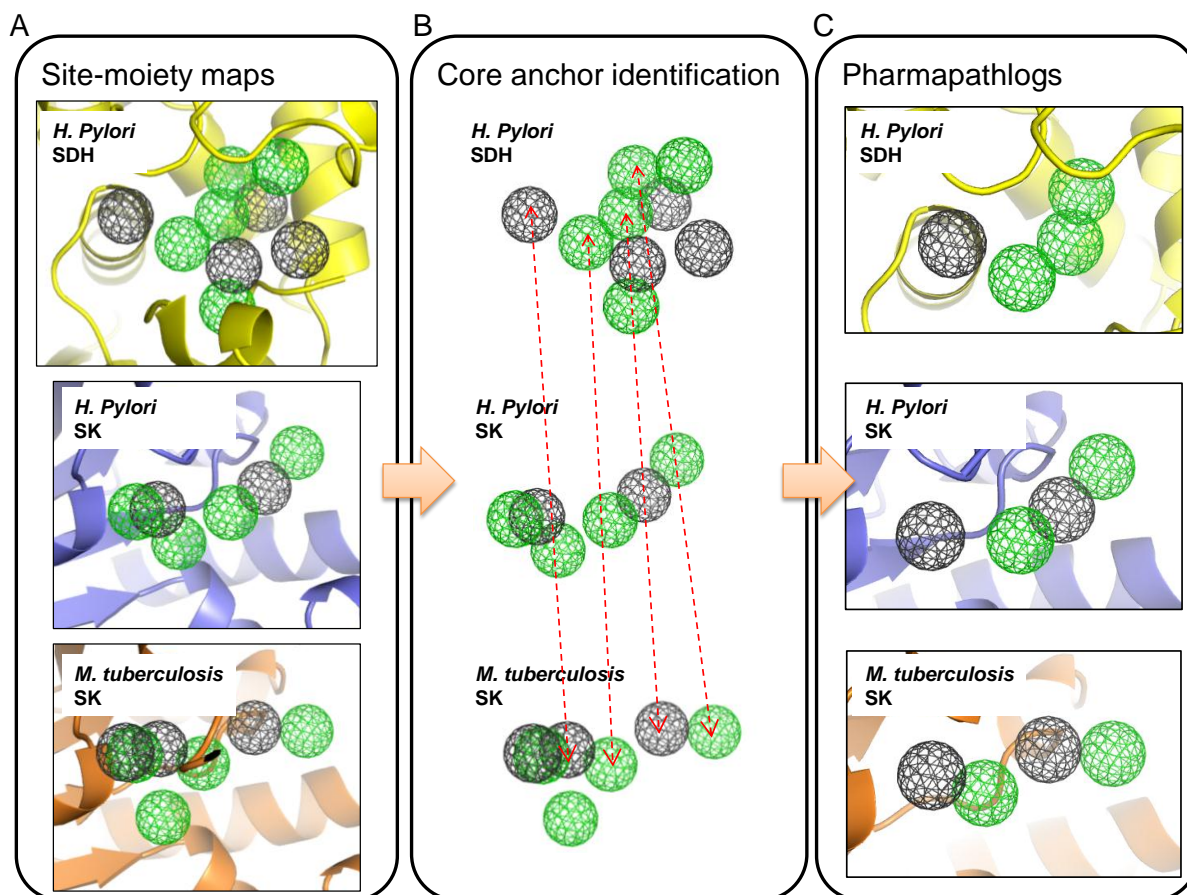 A
B
C
Site-moiety maps
Core anchor identification
Pharmapathlogs
H. Pylori
SDH
H. Pylori
SDH
H. Pylori
SDH
H. Pylori
SK
H. Pylori
SK
H. Pylori
SK
M. tuberculosis
SK
M. tuberculosis
SK
M. tuberculosis
SK